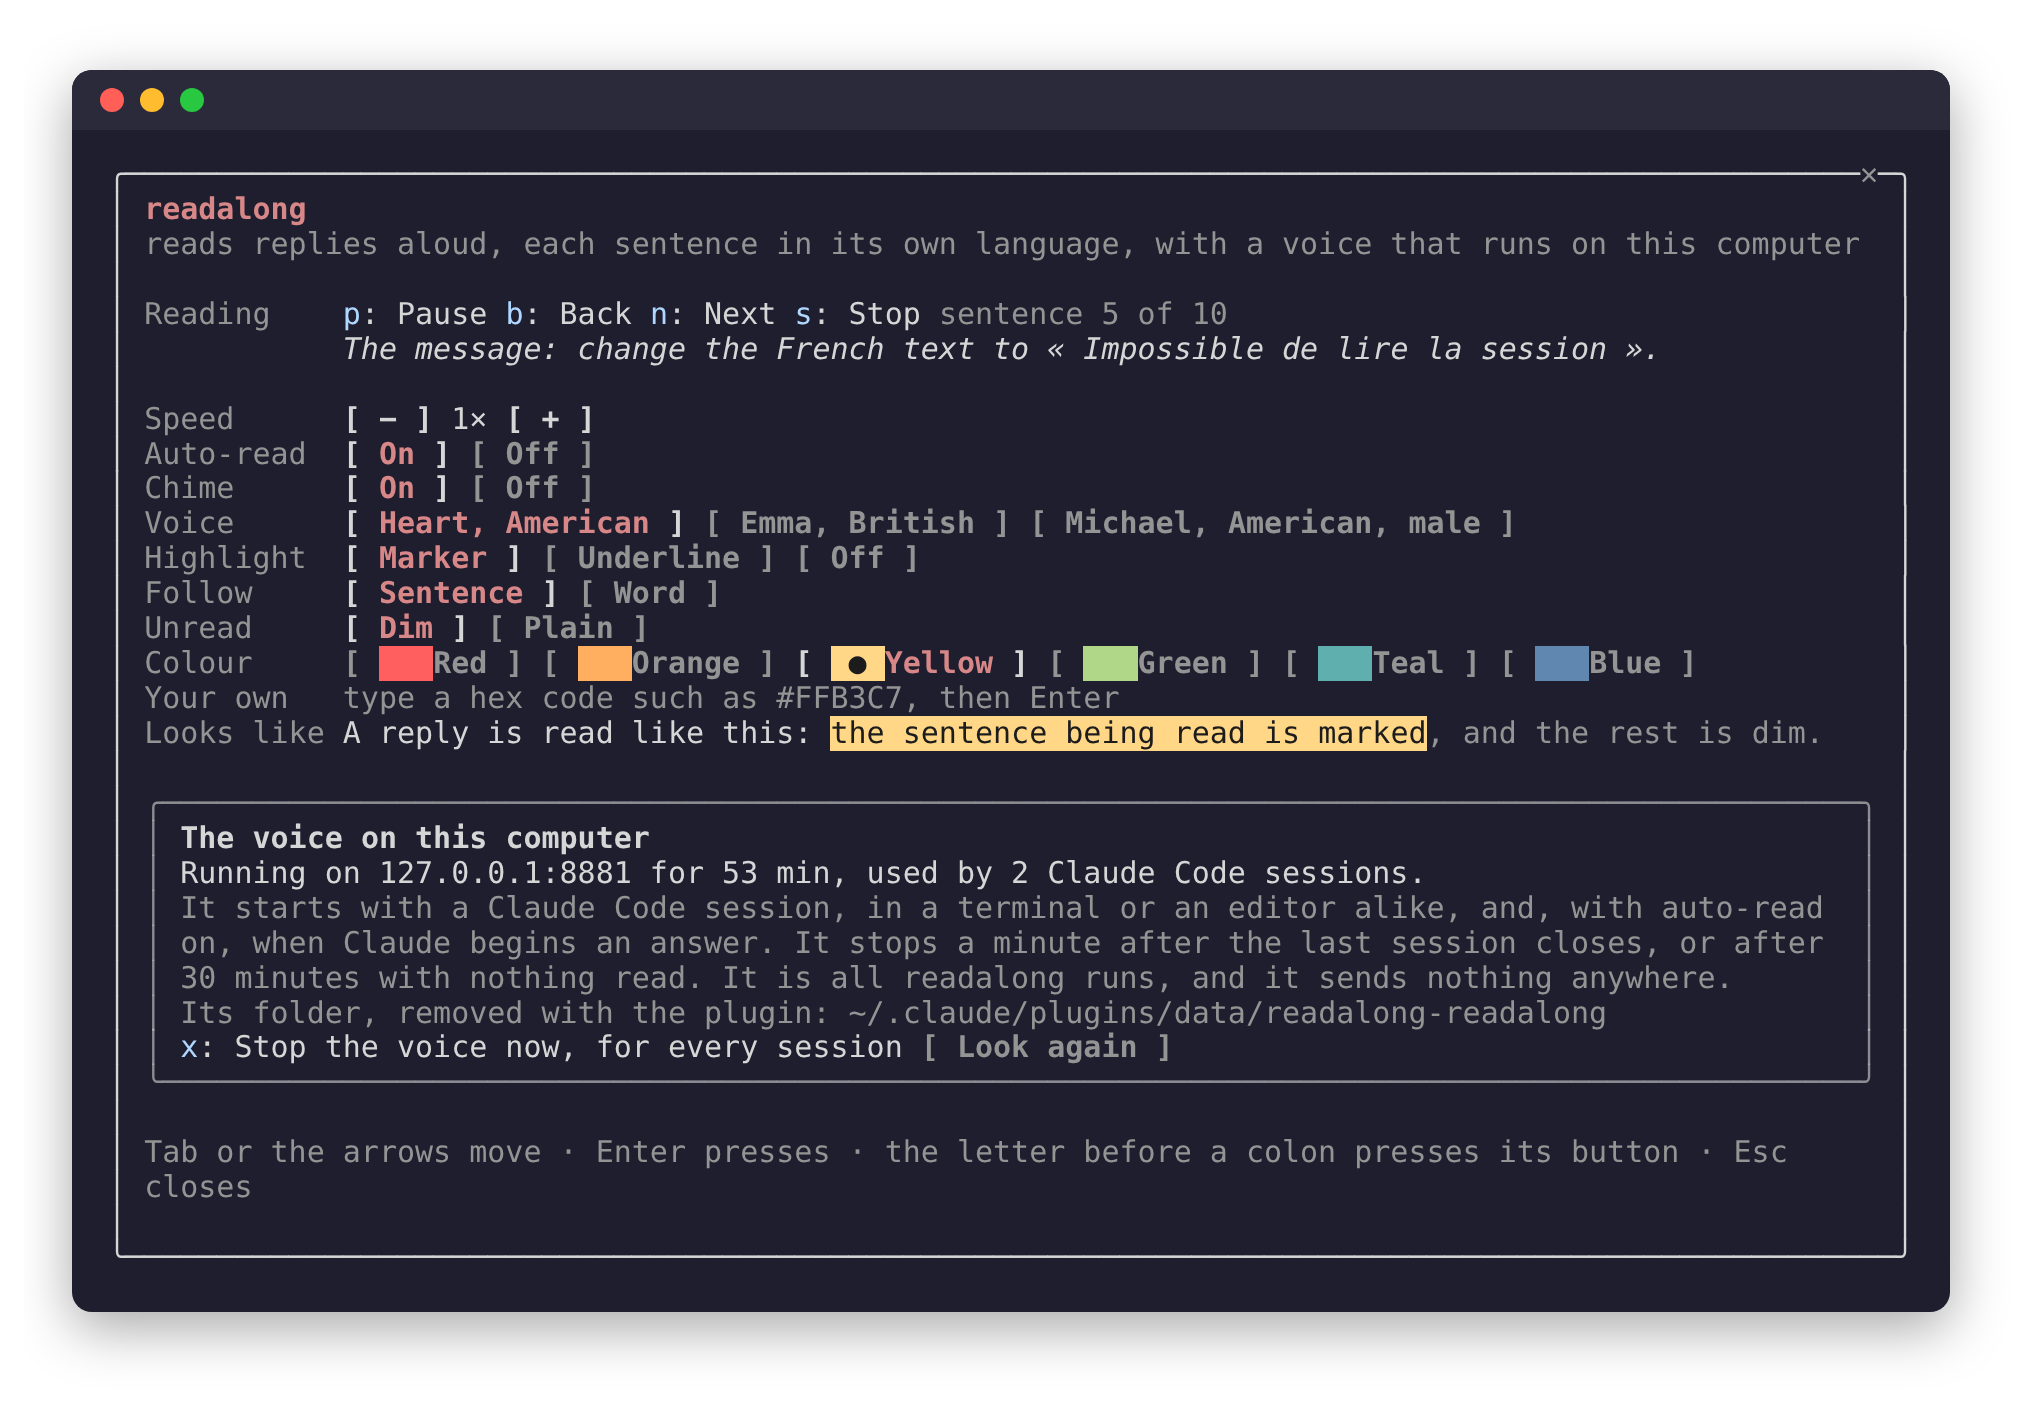 ×
readalong
reads replies aloud, each sentence in its own language, with a voice that runs on this computer
Reading p: Pause b: Back n: Next s: Stop sentence 5 of 10
The message: change the French text to « Impossible de lire la session ».
Speed [ − ] 1× [ + ]
Auto-read [ On ] [ Off ]
Chime [ On ] [ Off ]
Voice [ Heart, American ] [ Emma, British ] [ Michael, American, male ]
Highlight [ Marker ] [ Underline ] [ Off ]
Follow [ Sentence ] [ Word ]
Unread [ Dim ] [ Plain ]
Colour [ Red ] [ Orange ] [ ● Yellow ] [ Green ] [ Teal ] [ Blue ]
Your own type a hex code such as #FFB3C7, then Enter
Looks like A reply is read like this: the sentence being read is marked, and the rest is dim.
The voice on this computer
Running on 127.0.0.1:8881 for 53 min, used by 2 Claude Code sessions.
It starts with a Claude Code session, in a terminal or an editor alike, and, with auto-read
on, when Claude begins an answer. It stops a minute after the last session closes, or after
30 minutes with nothing read. It is all readalong runs, and it sends nothing anywhere.
Its folder, removed with the plugin: ~/.claude/plugins/data/readalong-readalong
x: Stop the voice now, for every session [ Look again ]
Tab or the arrows move · Enter presses · the letter before a colon presses its button · Esc
closes